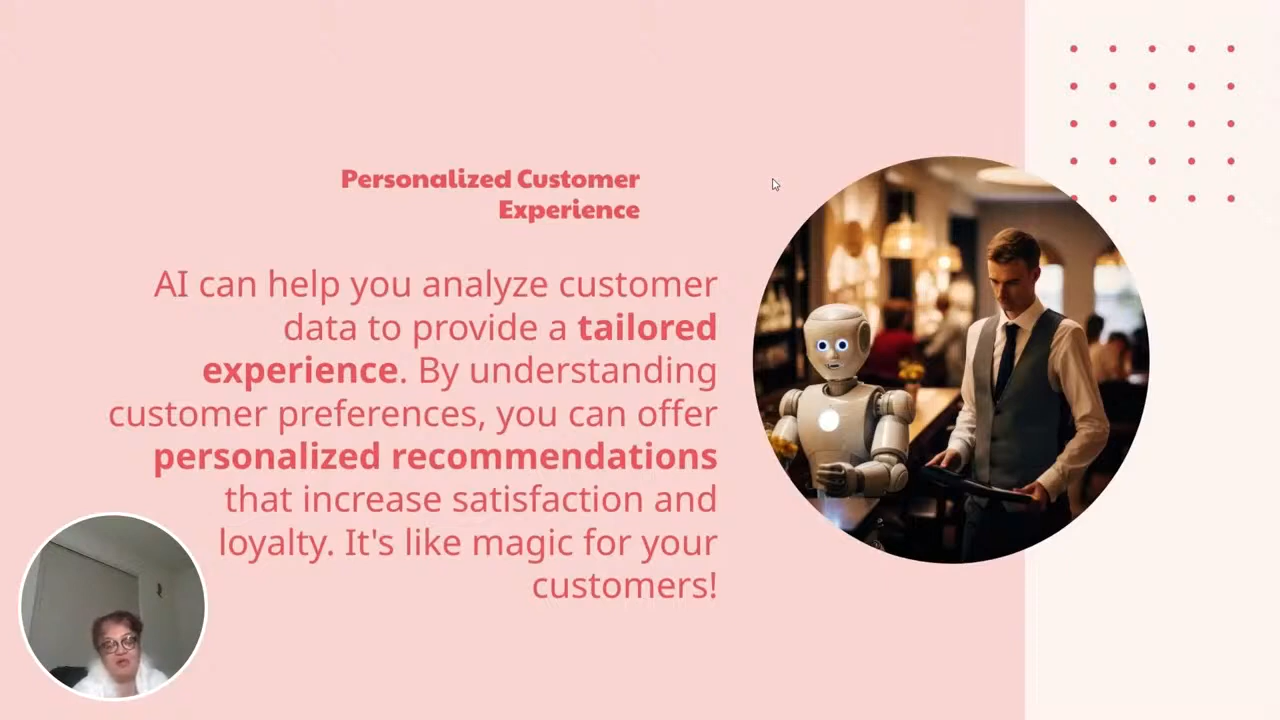 Personalized Customer
Experience
AI can help you analyze customer
data to provide a tailored
experience. By understanding
customer preferences, you can offer
personalized recommendations
that increase satisfaction and
loyalty. It's like magic for your
customers!